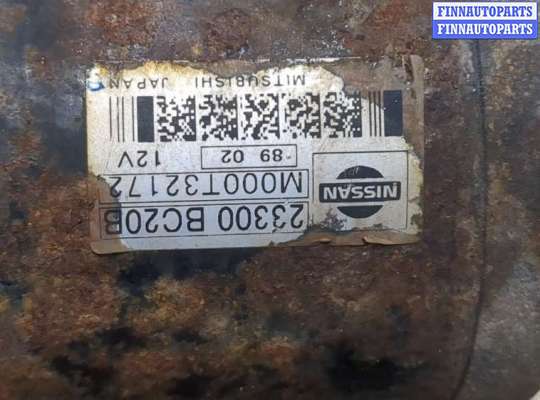 FINNAUTOPARTS
FINNAUTOPARTS
NISSAN
23300 BC20B
M000T32172
89 02
12V
MITSUBISHI JAPAN